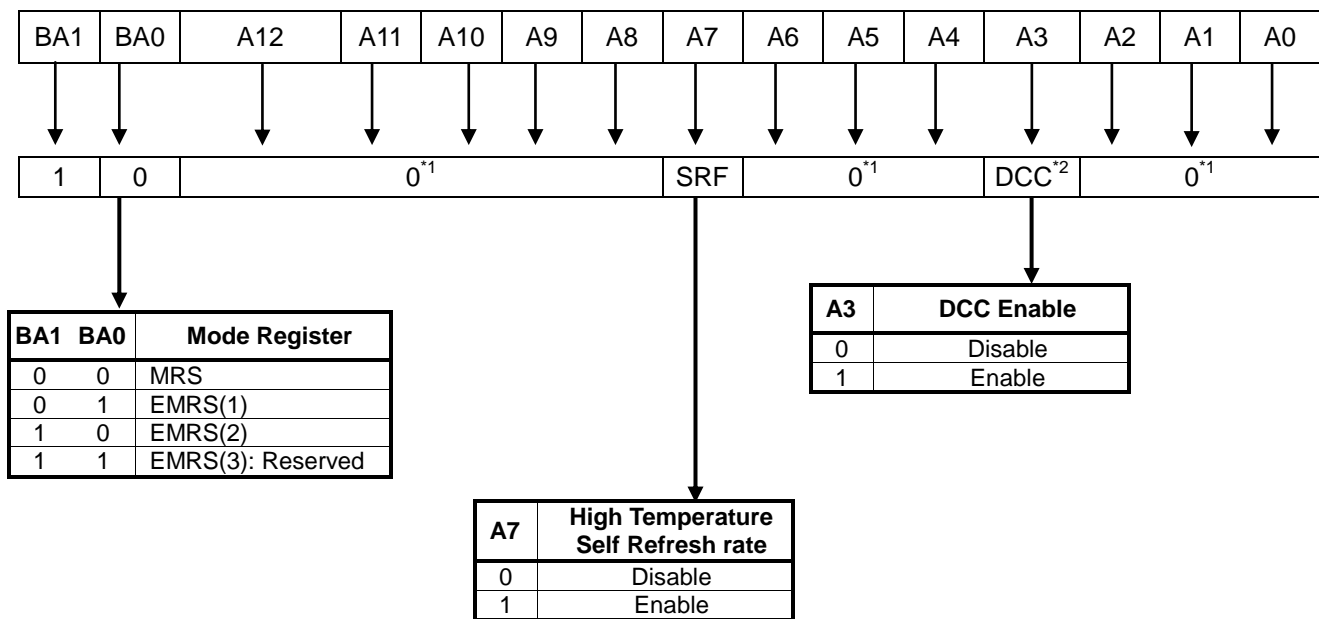 BA1 BA0 A12 A11 A10 A9 A8 A7 A6 A5 A4 A3 A2 A1 A0
1 0 0*1 SRF 0*1 DCC*2 0*1
BA1 BA0 Mode Register
0 0 MRS
0 1 EMRS(1)
1 0 EMRS(2)
1 1 EMRS(3): Reserved
A3 DCC Enable
0 Disable
1 Enable
A7 High Temperature
Self Refresh rate
0 Disable
1 Enable